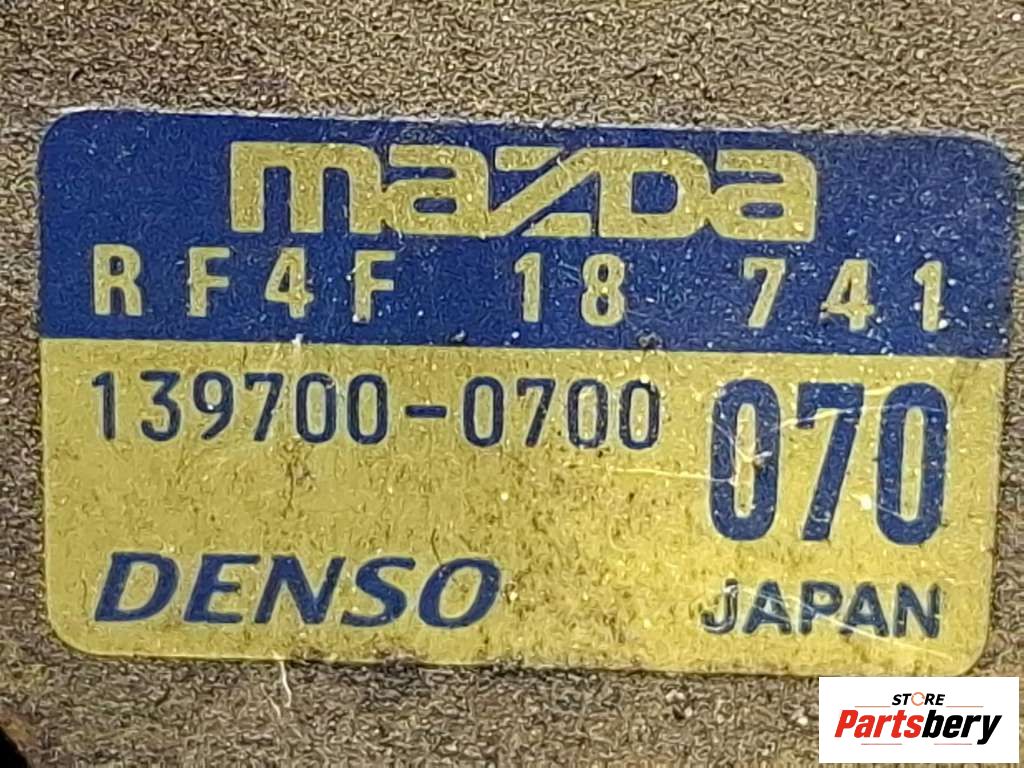 mazda
RF4F 18 741
139700-0700 070
DENSO JAPAN
STORE
Partsbery